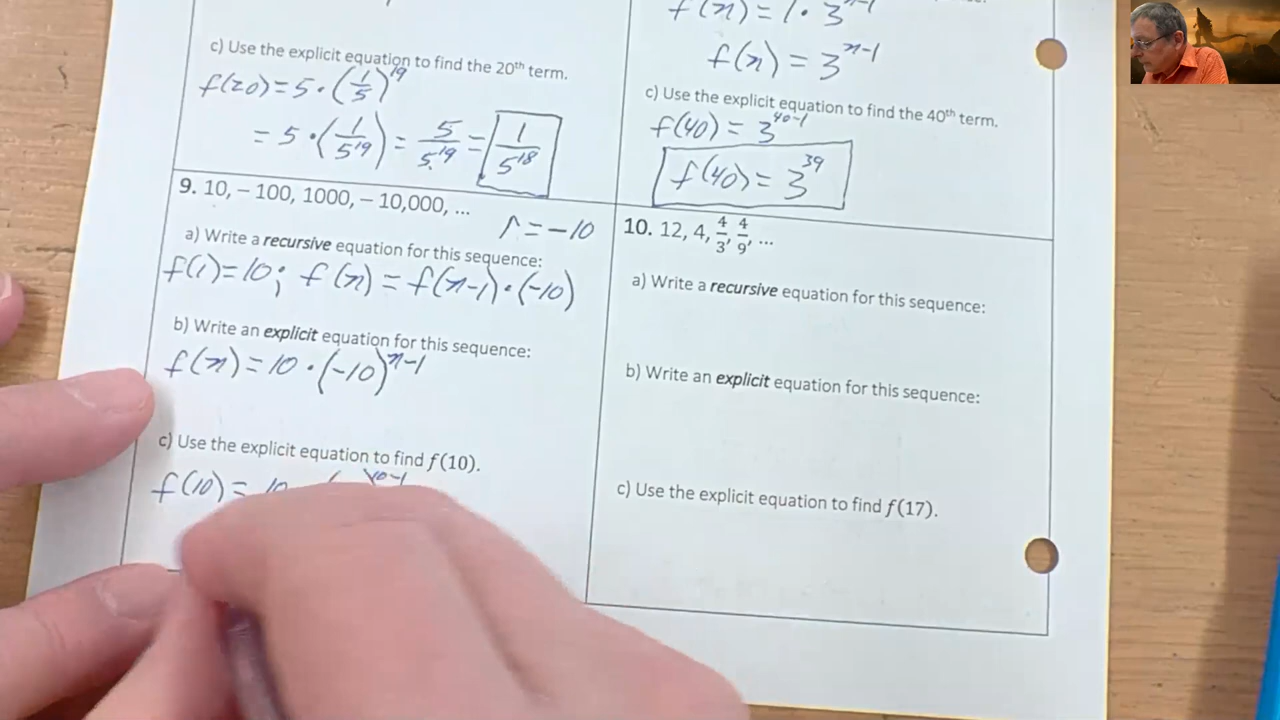 f(n) = 1 · 3^{n-1}
f(n) = 3^{n-1}
c) Use the explicit equation to find the 20th term.
f(20) = 5 · (1/5)^{19}
= 5 · (1/5^{19}) = 5/5^{19} = 1/5^{18}
c) Use the explicit equation to find the 40th term.
f(40) = 3^{40-1}
f(40) = 3^{39}
9. 10, – 100, 1000, – 10,000, ...
r = -10
a) Write a recursive equation for this sequence:
f(1) = 10; f(n) = f(n-1) · (-10)
b) Write an explicit equation for this sequence:
f(n) = 10 · (-10)^{n-1}
c) Use the explicit equation to find f(10).
f(10) = 10
10-1
10. 12, 4, 4/3, 4/9, ...
a) Write a recursive equation for this sequence:
b) Write an explicit equation for this sequence:
c) Use the explicit equation to find f(17).